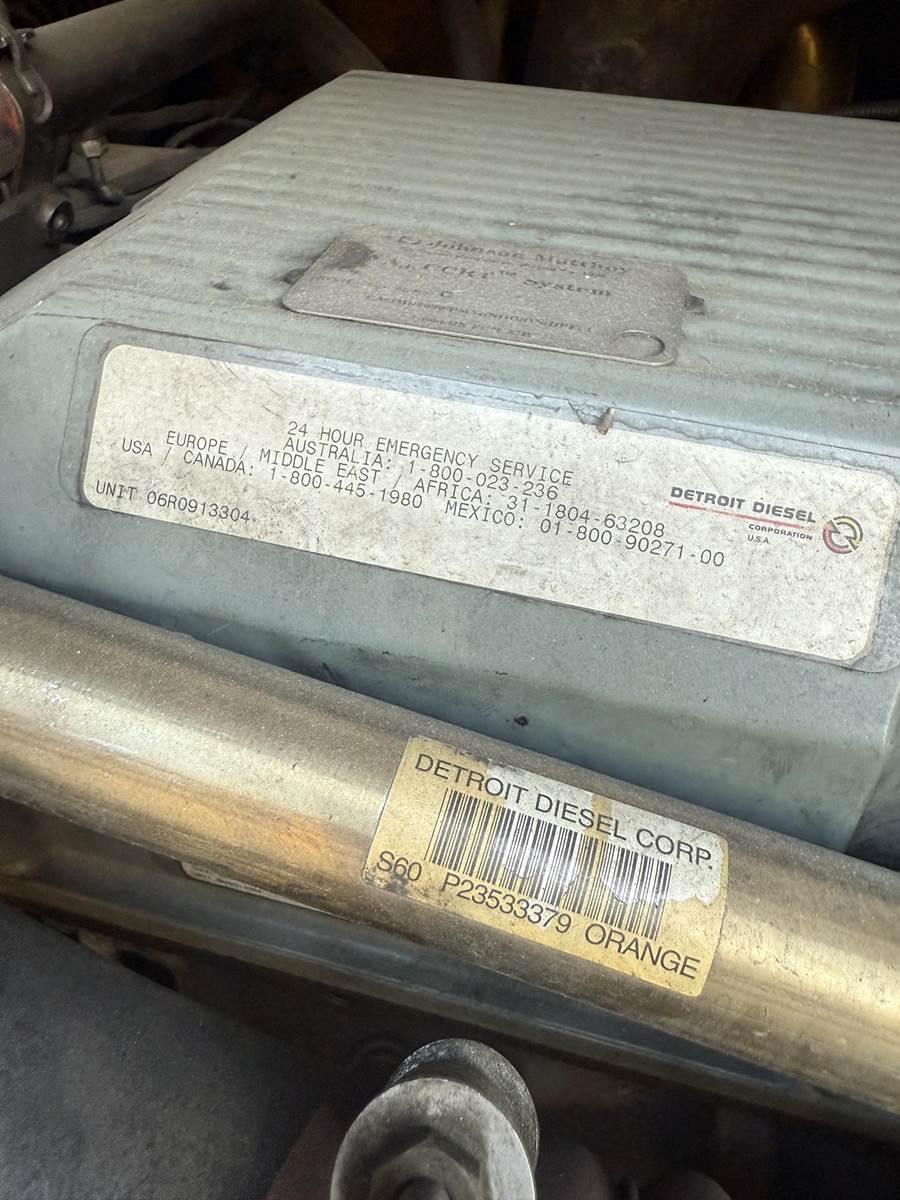 Johnson Matthey
CCRT™ System
24 HOUR EMERGENCY SERVICE
AUSTRALIA: 1-800-023-236
EUROPE / MIDDLE EAST / AFRICA: 31-1804-63208
USA / CANADA: 1-800-445-1980 MEXICO: 01-800-90271-00
UNIT 06R0913304
DETROIT DIESEL
CORPORATION
U.S.A
DETROIT DIESEL CORP.
S60 P23533379 ORANGE